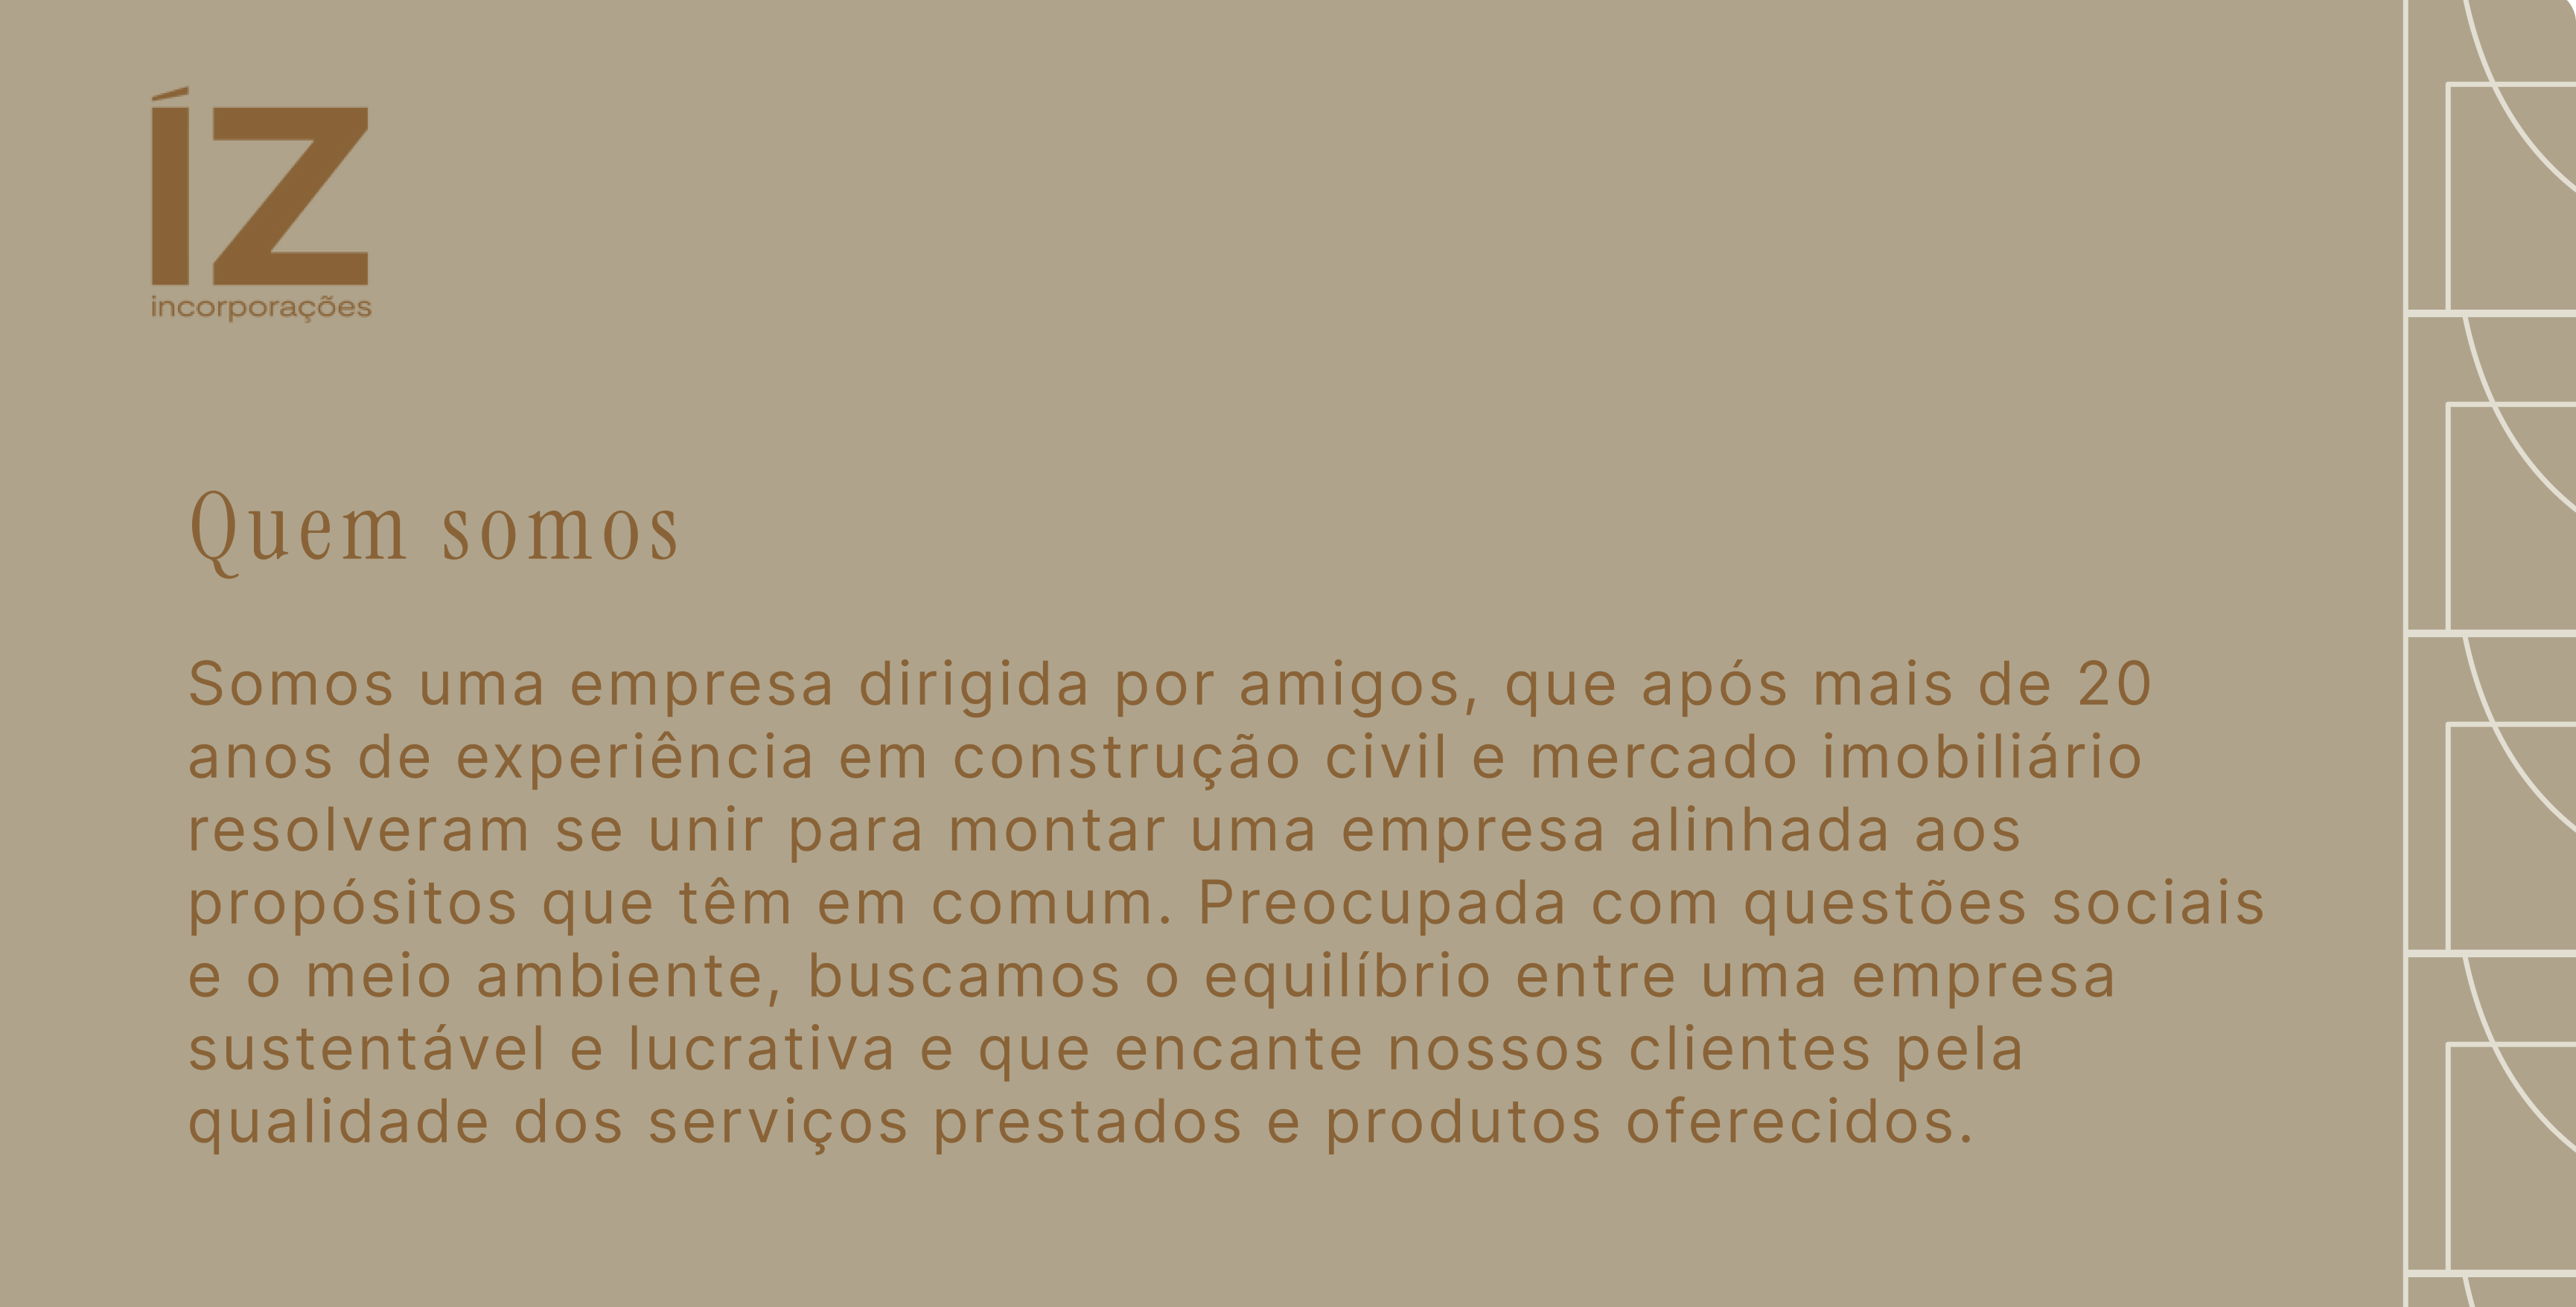 ÍZ
incorporações
Quem somos
Somos uma empresa dirigida por amigos, que após mais de 20
anos de experiência em construção civil e mercado imobiliário
resolveram se unir para montar uma empresa alinhada aos
propósitos que têm em comum. Preocupada com questões sociais
e o meio ambiente, buscamos o equilíbrio entre uma empresa
sustentável e lucrativa e que encante nossos clientes pela
qualidade dos serviços prestados e produtos oferecidos.